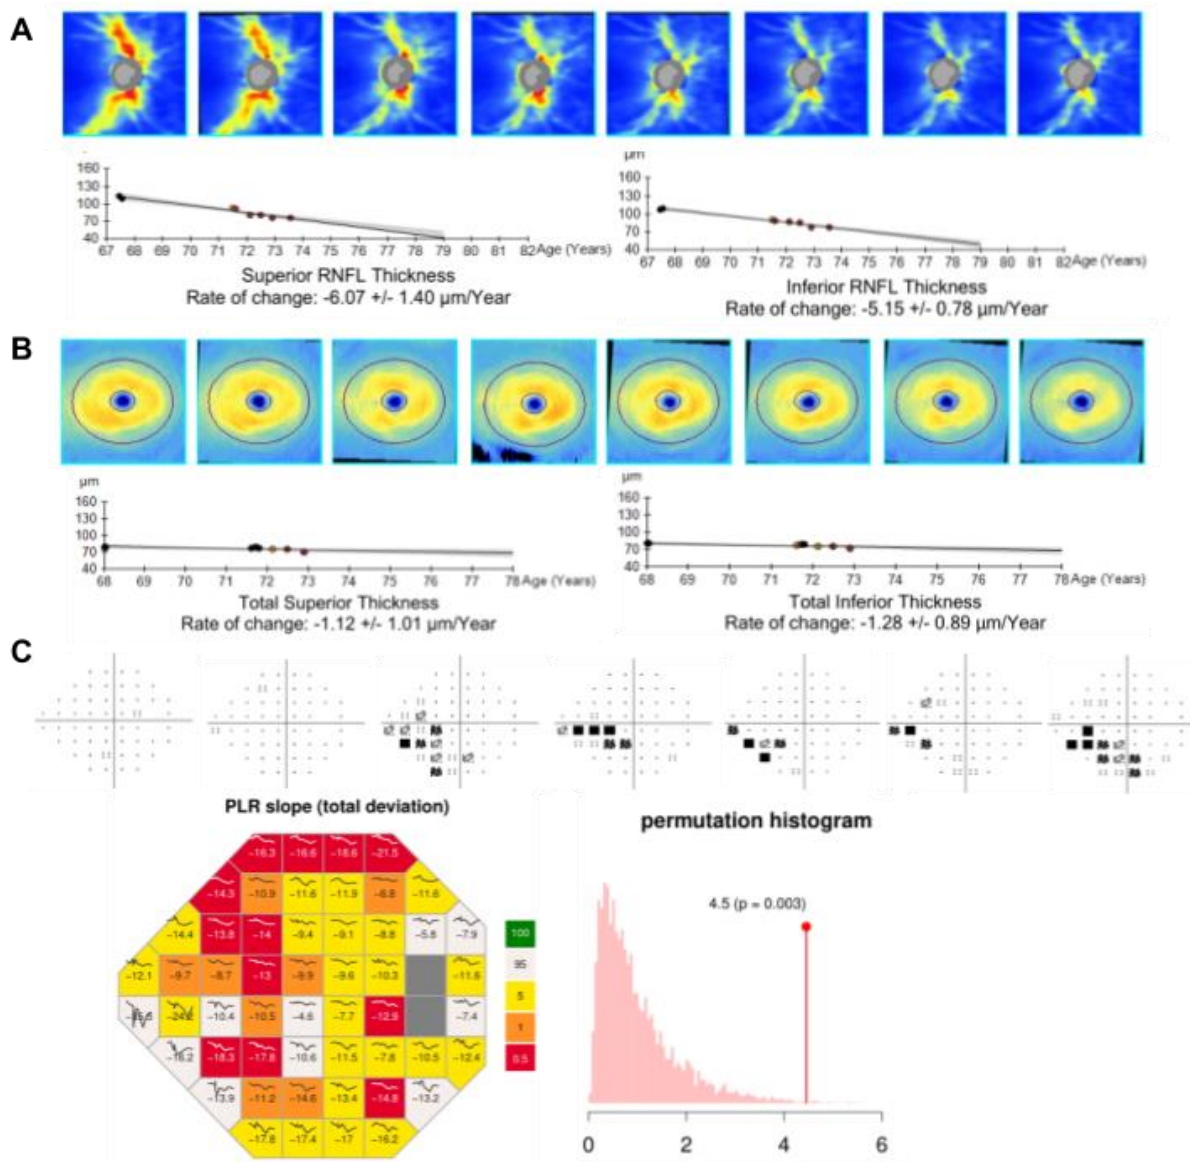 A
160
130
100
70
40
67 68 69 70 71 72 73 74 75 76 77 78 79 80 81 82 Age (Years)
Superior RNFL Thickness
Rate of change: -6.07 +/- 1.40 µm/Year
µm
160
130
100
70
40
67 68 69 70 71 72 73 74 75 76 77 78 79 80 81 82 Age (Years)
Inferior RNFL Thickness
Rate of change: -5.15 +/- 0.78 µm/Year
B
µm
160
130
100
70
40
68 69 70 71 72 73 74 75 76 77 78 Age (Years)
Total Superior Thickness
Rate of change: -1.12 +/- 1.01 µm/Year
µm
160
130
100
70
40
68 69 70 71 72 73 74 75 76 77 78 Age (Years)
Total Inferior Thickness
Rate of change: -1.28 +/- 0.89 µm/Year
C
PLR slope (total deviation)
−16.3 −16.6 −18.6 −21.5
−14.3 −10.9 −11.6 −11.9 −6.8 −11.6
−14.4 −13.8 −14 −9.4 −9.1 −8.8 −5.8 −7.9
−12.1 −9.7 −8.7 −13 −9.9 −9.6 −10.3 −11.6
−10.4 −10.5 −4.6 −7.7 −12.9 −7.4
−16.2 −18.3 −17.8 −10.6 −11.5 −7.8 −10.5 −12.4
−13.9 −11.2 −14.6 −13.4 −14.8 −13.2
−17.8 −17.4 −17 −16.2
100
95
5
1
0.5
permutation histogram
4.5 (p = 0.003)
0 2 4 6